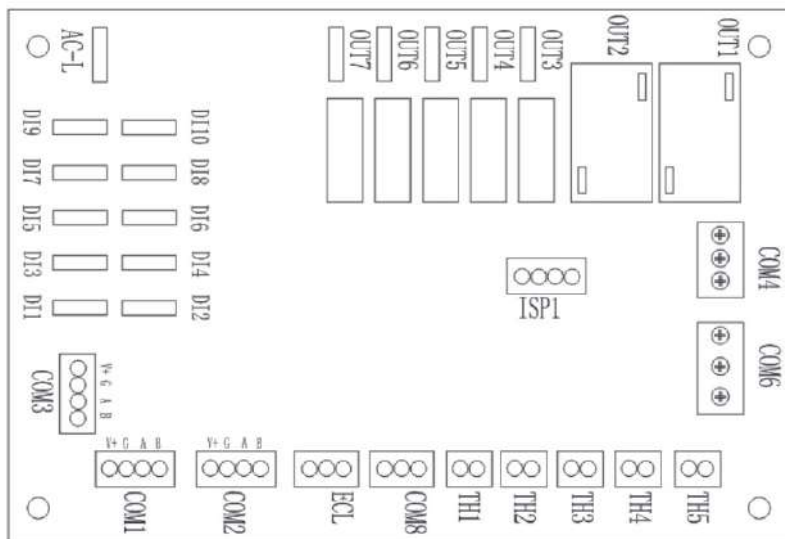 AC-L
OUT7
OUT6
OUT5
OUT4
OUT3
OUT2
OUT1
DI9
DI10
DI7
DI8
DI5
DI6
DI3
DI4
DI1
DI2
ISP1
COM4
COM6
COM3
V+ G A B
V+ G A B
V+ G A B
COM1
COM2
ECL
COM8
TH1
TH2
TH3
TH4
TH5